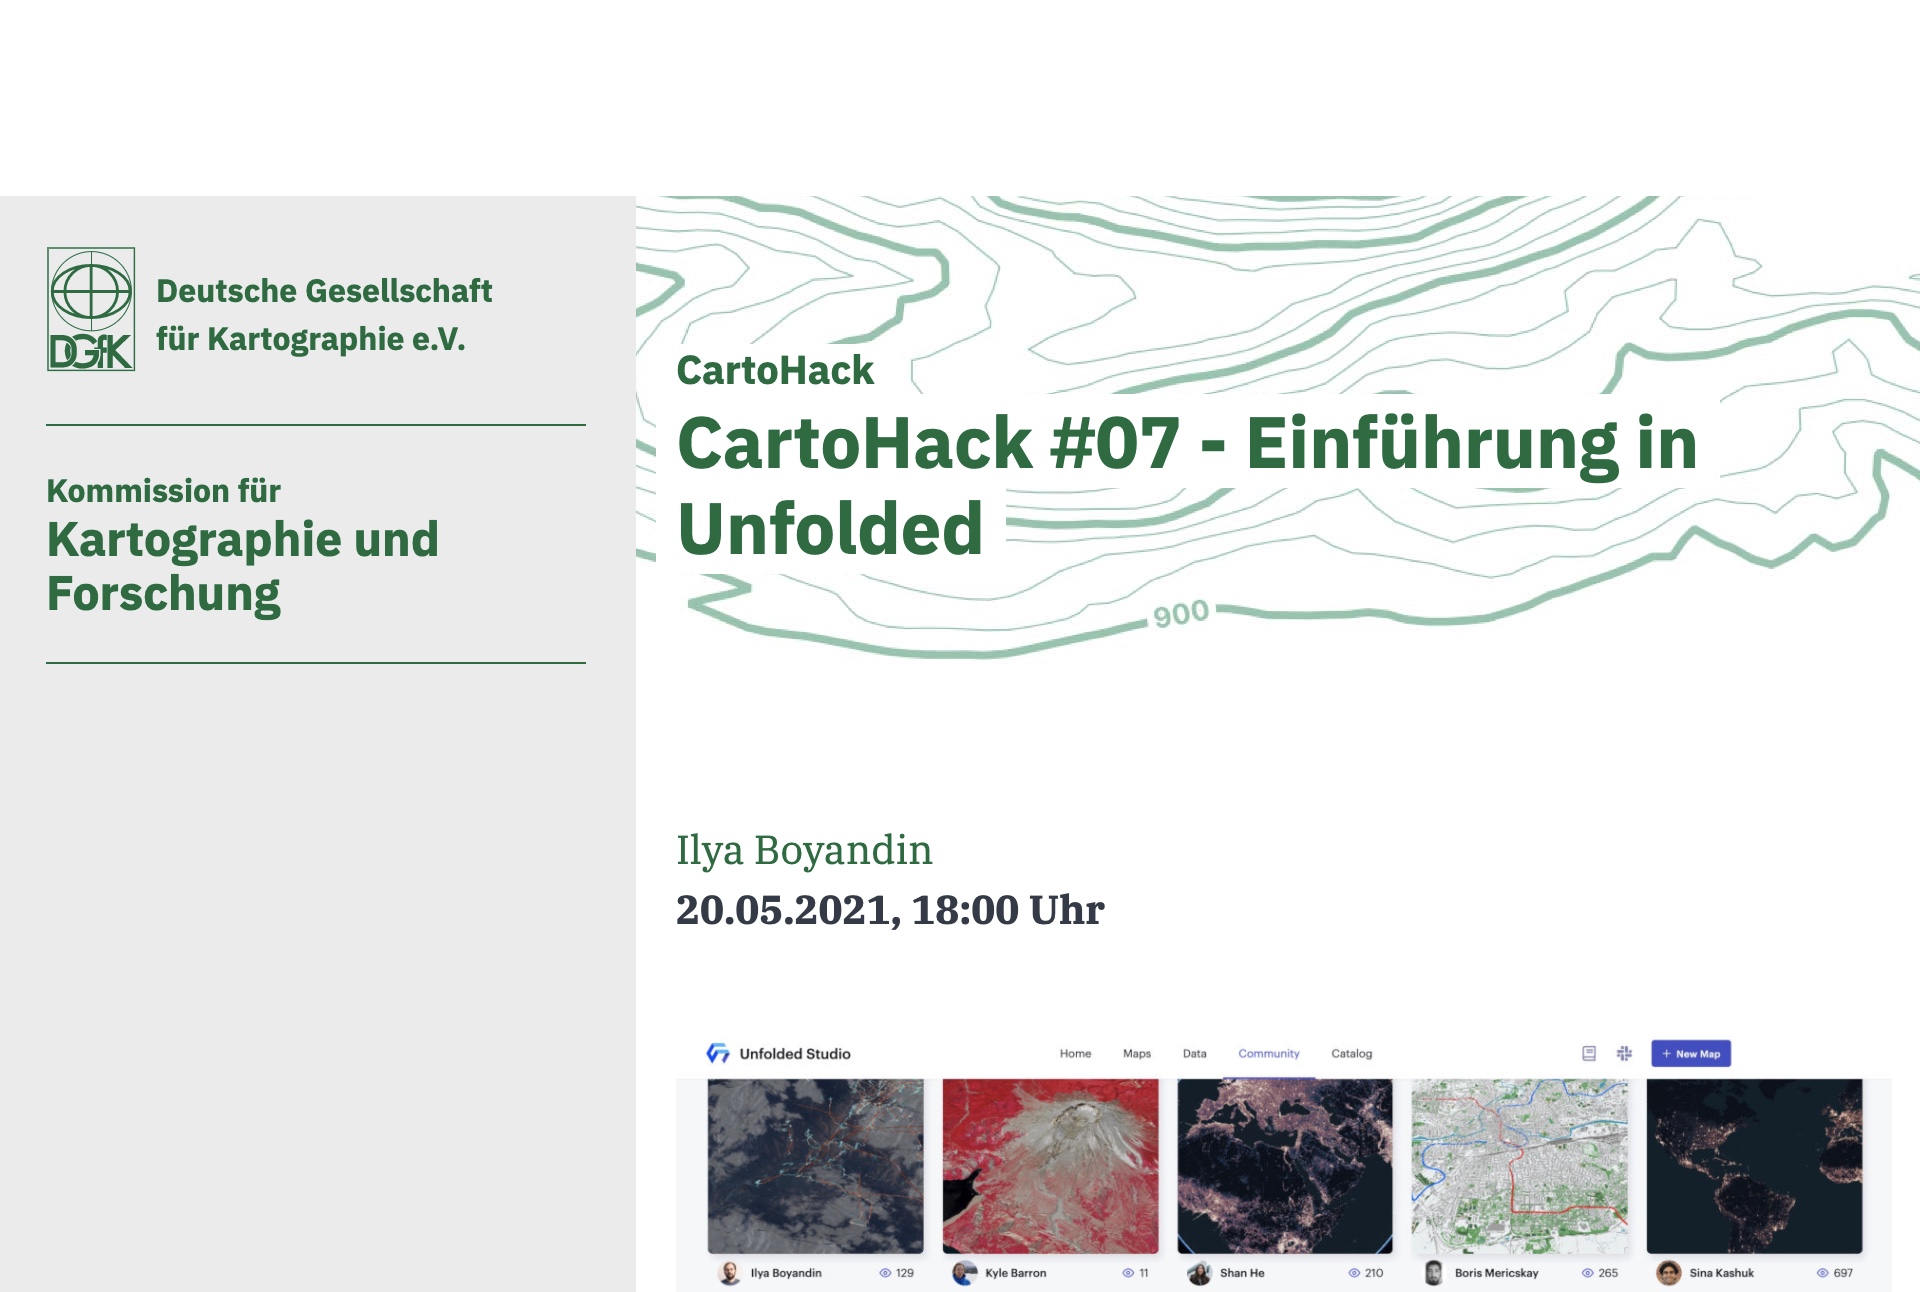 DGfK
Deutsche Gesellschaft
für Kartographie e.V.
Kommission für
Kartographie und
Forschung
CartoHack
CartoHack #07 - Einführung in
Unfolded
900
Ilya Boyandin
20.05.2021, 18:00 Uhr
Unfolded Studio Home Maps Data Community Catalog + New Map
Ilya Boyandin 129 Kyle Barron 11 Shan He 210 Boris Mericskay 265 Sina Kashuk 697